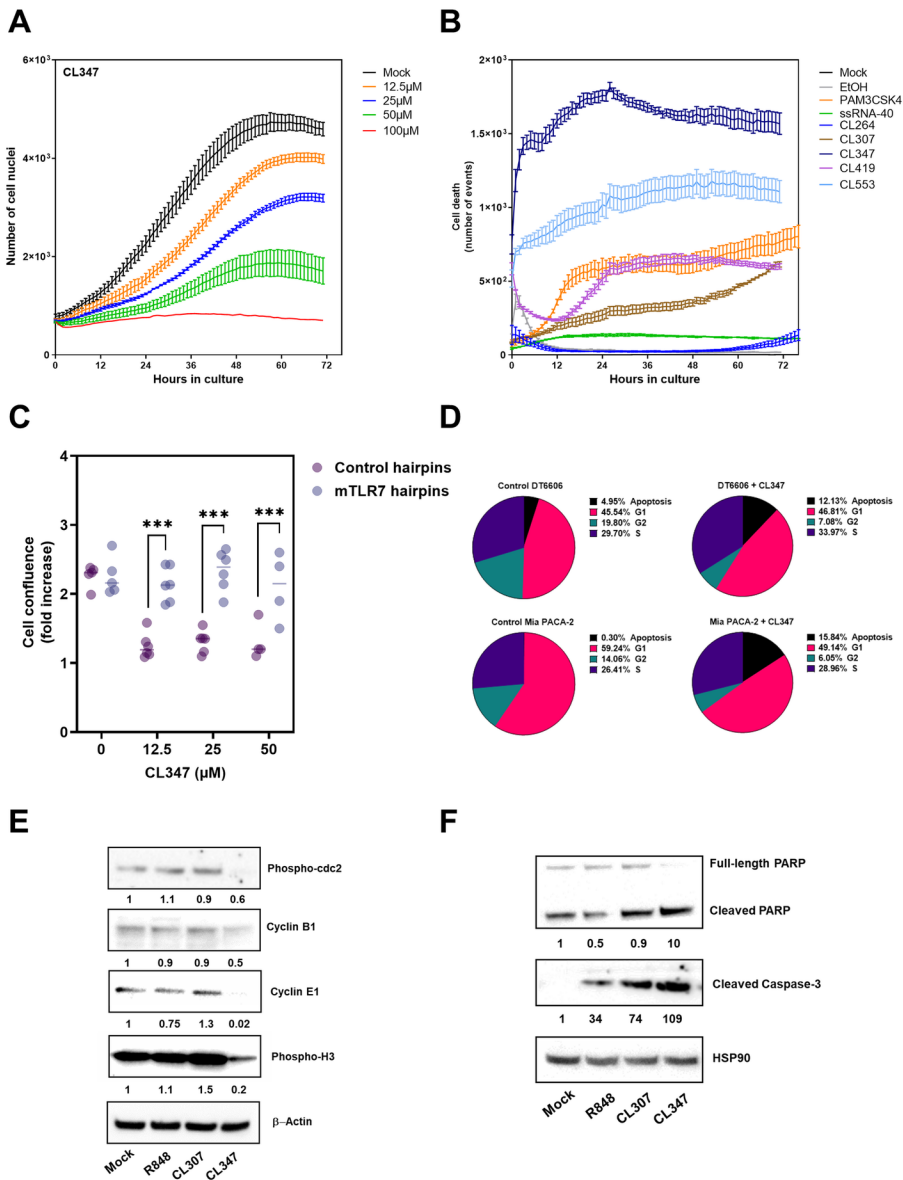 A
CL347
6×10³
4×10³
2×10³
0
Number of cell nuclei
0 12 24 36 48 60 72
Hours in culture
Mock
12.5μM
25μM
50μM
100μM
B
2×10³
1.5×10³
1×10³
5×10²
0
Cell death
(number of events)
0 12 24 36 48 60 72
Hours in culture
Mock
EtOH
PAM3CSK4
ssRNA-40
CL264
CL307
CL347
CL419
CL553
C
4
3
2
1
0
Cell confluence
(fold increase)
*** *** ***
0 12.5 25 50
CL347 (μM)
Control hairpins
mTLR7 hairpins
D
Control DT6606
4.95% Apoptosis
45.54% G1
19.80% G2
29.70% S
DT6606 + CL347
12.13% Apoptosis
46.81% G1
7.08% G2
33.97% S
Control Mia PACA-2
0.30% Apoptosis
59.24% G1
14.06% G2
26.41% S
Mia PACA-2 + CL347
15.84% Apoptosis
49.14% G1
6.05% G2
28.96% S
E
Phospho-cdc2
1 1.1 0.9 0.6
Cyclin B1
1 0.9 0.9 0.5
Cyclin E1
1 0.75 1.3 0.02
Phospho-H3
1 1.1 1.5 0.2
β-Actin
Mock R848 CL307 CL347
F
Full-length PARP
Cleaved PARP
1 0.5 0.9 10
Cleaved Caspase-3
1 34 74 109
HSP90
Mock R848 CL307 CL347